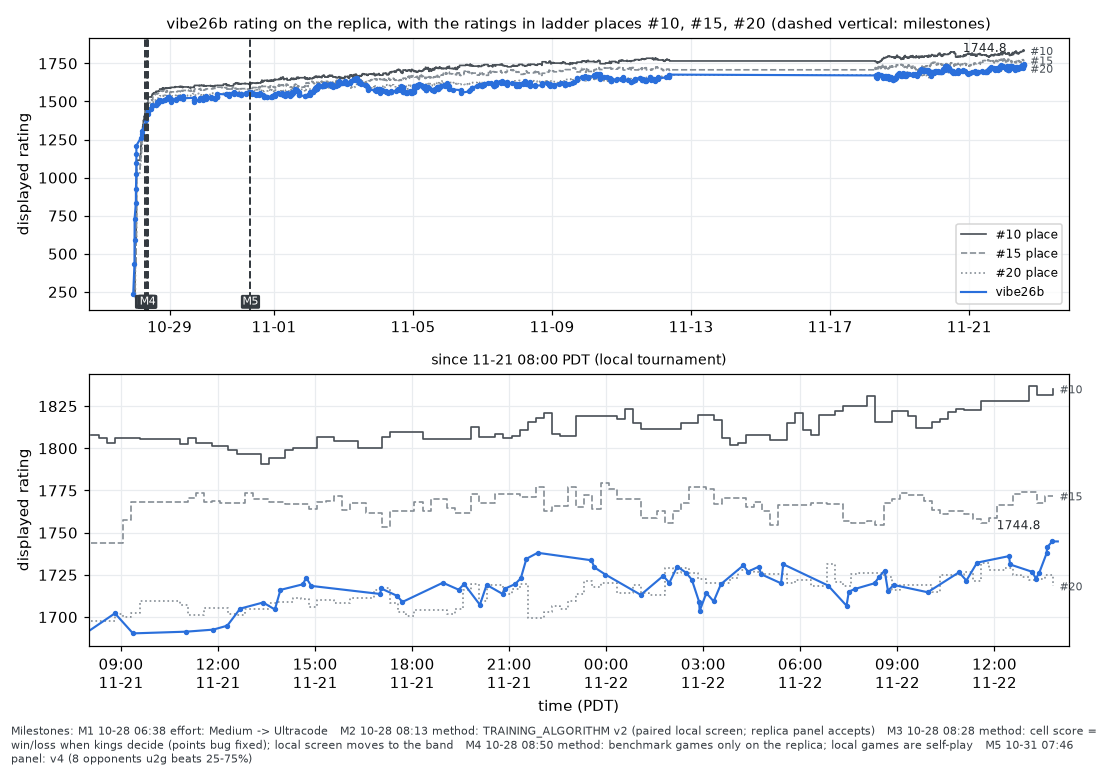 vibe26b rating on the replica, with the ratings in ladder places #10, #15, #20 (dashed vertical: milestones)
displayed rating
1750
1500
1250
1000
750
500
250
1744.8
#10
#15
#20
M4
M5
#10 place
#15 place
#20 place
vibe26b
10-29
11-01
11-05
11-09
11-13
11-17
11-21
since 11-21 08:00 PDT (local tournament)
displayed rating
1825
1800
1775
1750
1725
1700
#10
#15
1744.8
#20
09:00 12:00 15:00 18:00 21:00 00:00 03:00 06:00 09:00 12:00
11-21 11-21 11-21 11-21 11-21 11-22 11-22 11-22 11-22 11-22
time (PDT)
Milestones: M1 10-28 06:38 effort: Medium -> Ultracode M2 10-28 08:13 method: TRAINING_ALGORITHM v2 (paired local screen; replica panel accepts) M3 10-28 08:28 method: cell score =
win/loss when kings decide (points bug fixed); local screen moves to the band M4 10-28 08:50 method: benchmark games only on the replica; local games are self-play M5 10-31 07:46
panel: v4 (8 opponents u2g beats 25-75%)